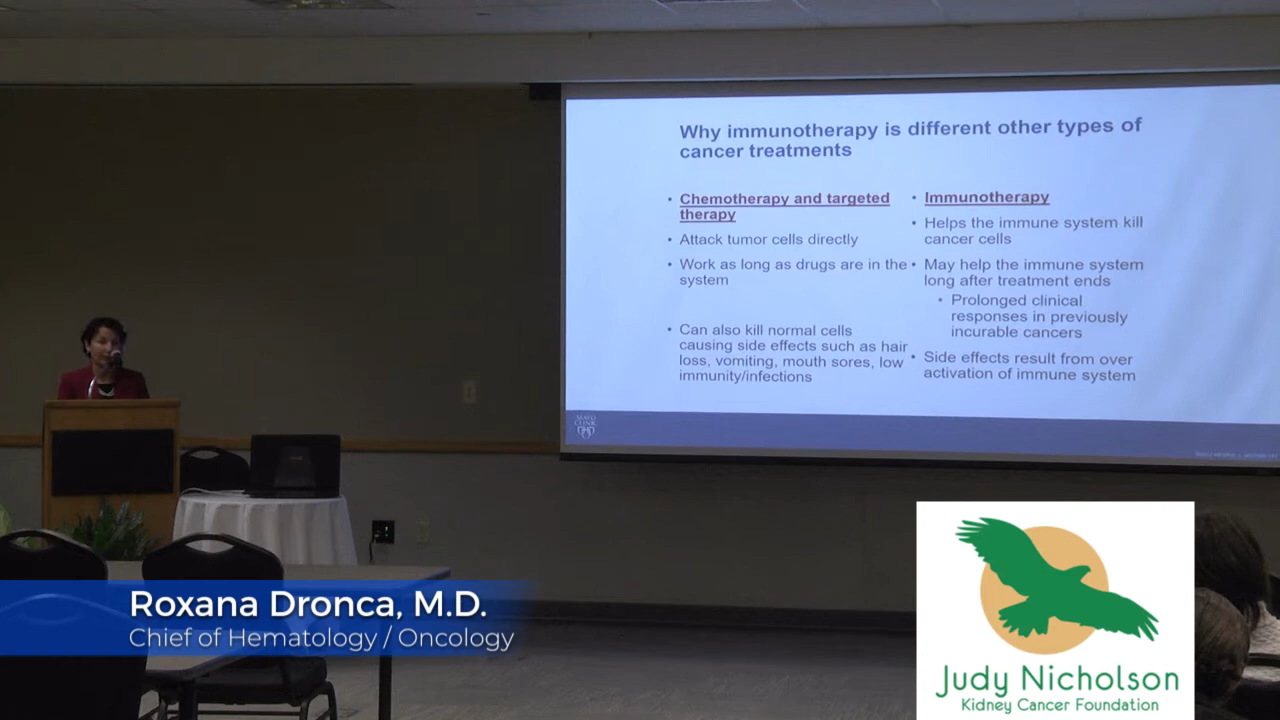 Why immunotherapy is different other types of
cancer treatments
• Chemotherapy and targeted
therapy
• Attack tumor cells directly
• Work as long as drugs are in the
system
• Can also kill normal cells
causing side effects such as hair
loss, vomiting, mouth sores, low
immunity/infections
• Immunotherapy
• Helps the immune system kill
cancer cells
• May help the immune system
long after treatment ends
• Prolonged clinical
responses in previously
incurable cancers
• Side effects result from over
activation of immune system
MAYO
CLINIC
Roxana Dronca, M.D.
Chief of Hematology / Oncology
Judy Nicholson
Kidney Cancer Foundation